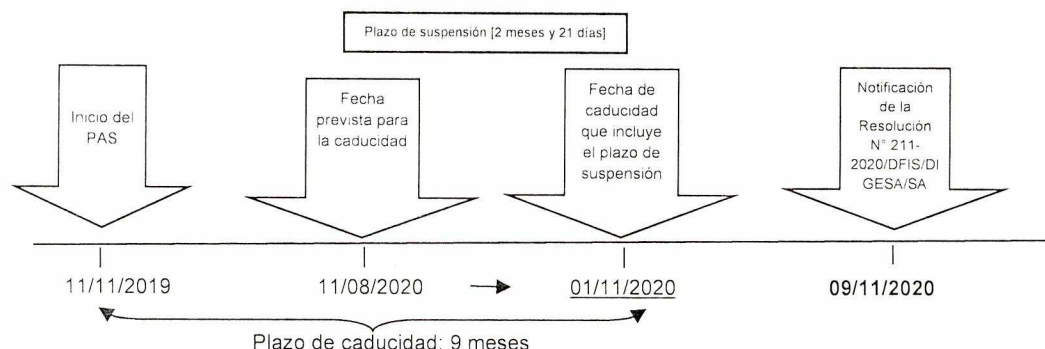 Plazo de suspensión [2 meses y 21 días]
Inicio del
PAS
Fecha
prevista para
la caducidad
Fecha de
caducidad
que incluye
el plazo de
suspensión
Notificación
de la
Resolución
N° 211-
2020/DFIS/DI
GESA/SA
11/11/2019
11/08/2020
01/11/2020
09/11/2020
Plazo de caducidad: 9 meses